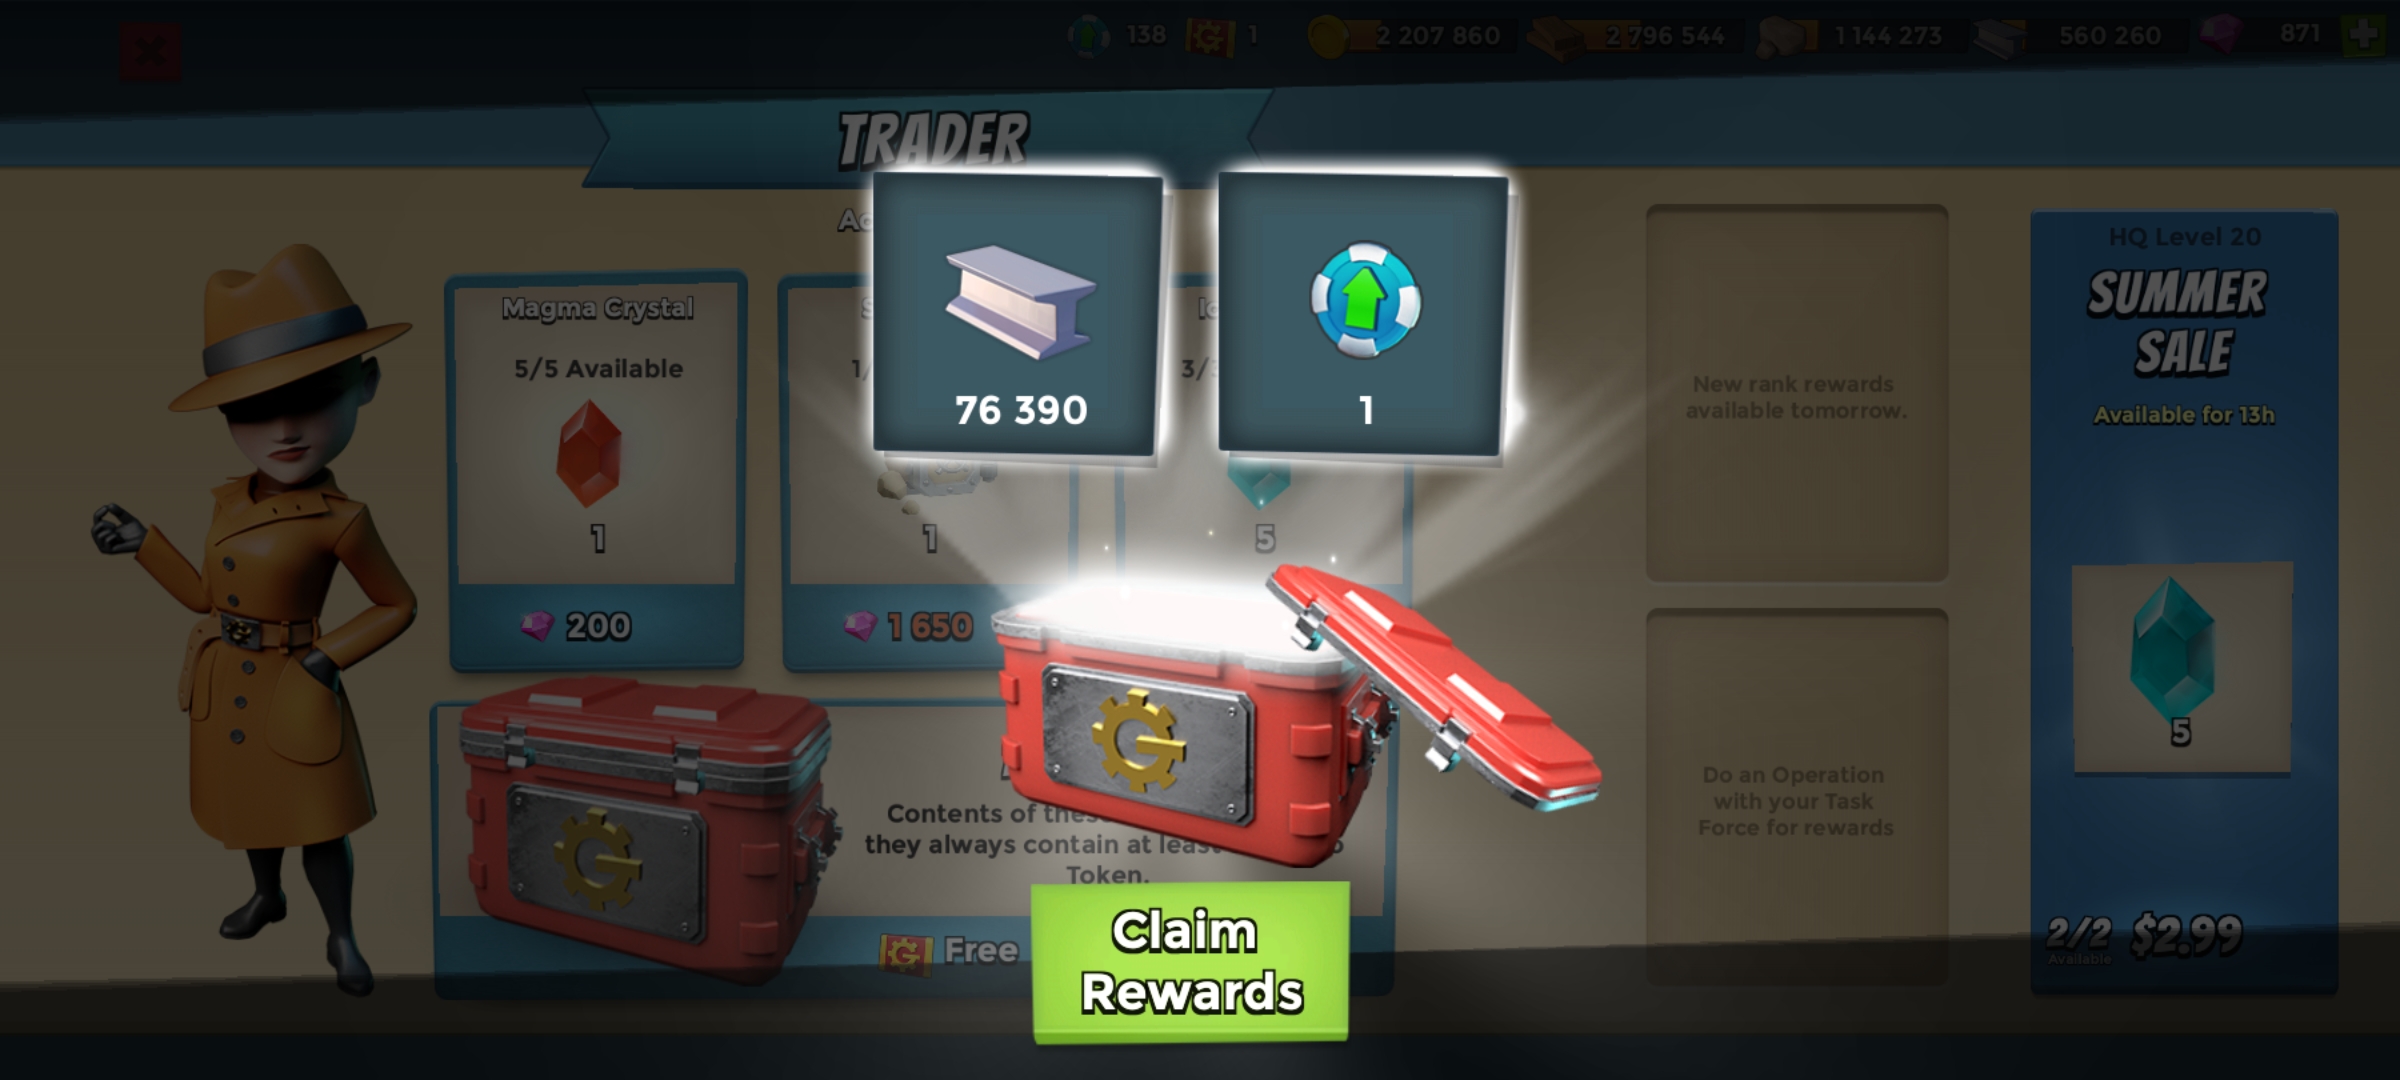 138
1
2 207 860
2 796 544
1 144 273
560 260
871
TRADER
HQ Level 20
SUMMER
SALE
Available for 13h
5
2/2
Available
$2.99
Magma Crystal
5/5 Available
1
200
1
1 650
5
76 390
1
New rank rewards
available tomorrow.
Do an Operation
with your Task
Force for rewards
Contents of these
they always contain at least
Token.
G
G
Free
Claim
Rewards